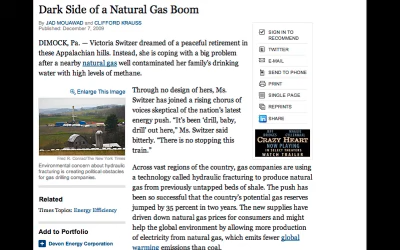 Dark Side of a Natural Gas Boom
By JAD MOUAWAD and CLIFFORD KRAUSS
Published: December 7, 2009
DIMOCK, Pa. — Victoria Switzer dreamed of a peaceful retirement in
these Appalachian hills. Instead, she is coping with a big problem
after a nearby natural gas well contaminated her family's drinking
water with high levels of methane.
Enlarge This Image
Environmental concern about hydraulic
fracturing is creating political obstacles
for gas drilling companies.
Related
Times Topics: Energy Efficiency
Add to Portfolio
Devon Energy Corporation
Through no design of hers, Ms.
Switzer has joined a rising chorus of
voices skeptical of the nation's latest
energy push. “It's been ‘drill, baby,
drill’ out here,” Ms. Switzer said
bitterly. “There is no stopping this
train.”
Across vast regions of the country, gas companies are using
a technology called hydraulic fracturing to produce natural
gas from previously untapped beds of shale. The push has
been so successful that the country's potential gas reserves
jumped by 35 percent in two years. The new supplies have
driven down natural gas prices for consumers and might
help the global environment by allowing more production
of electricity from natural gas, which emits fewer global
warming emissions than coal.
SIGN IN TO
RECOMMEND
TWITTER
E-MAIL
SEND TO PHONE
PRINT
SINGLE PAGE
REPRINTS
SHARE
CRAZY HEART
NOW PLAYING
IN SELECT THEATERS
WATCH TRAILER